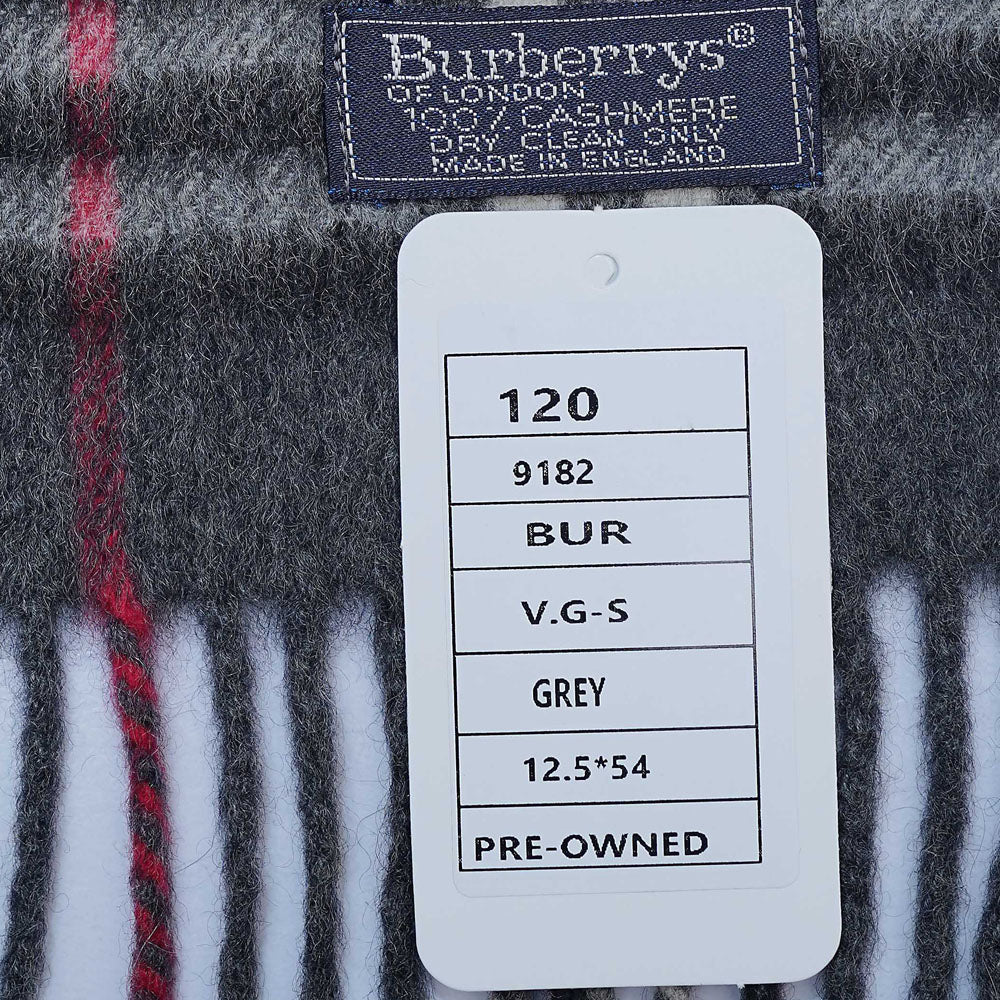 Burberrys®
OF LONDON
100% CASHMERE
DRY CLEAN ONLY
MADE IN ENGLAND
120
9182
BUR
V.G-S
GREY
12.5*54
PRE-OWNED